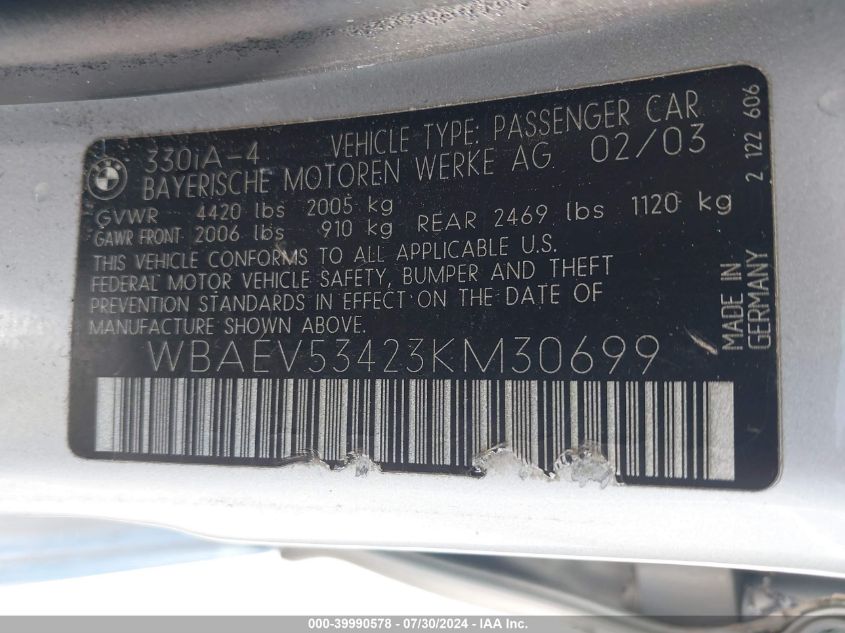 330iA-4 VEHICLE TYPE: PASSENGER CAR
BAYERISCHE MOTOREN WERKE AG 02/03
GVWR 4420 lbs 2005 kg
GAWR FRONT 2006 lbs 910 kg REAR 2469 lbs 1120 kg
THIS VEHICLE CONFORMS TO ALL APPLICABLE U.S.
FEDERAL MOTOR VEHICLE SAFETY, BUMPER AND THEFT
PREVENTION STANDARDS IN EFFECT ON THE DATE OF
MANUFACTURE SHOWN ABOVE.
WBAEV53423KM30699
MADE IN
GERMANY
2 122 606
BMW
000-39990578 / 07/30/2024 - IAA Inc.